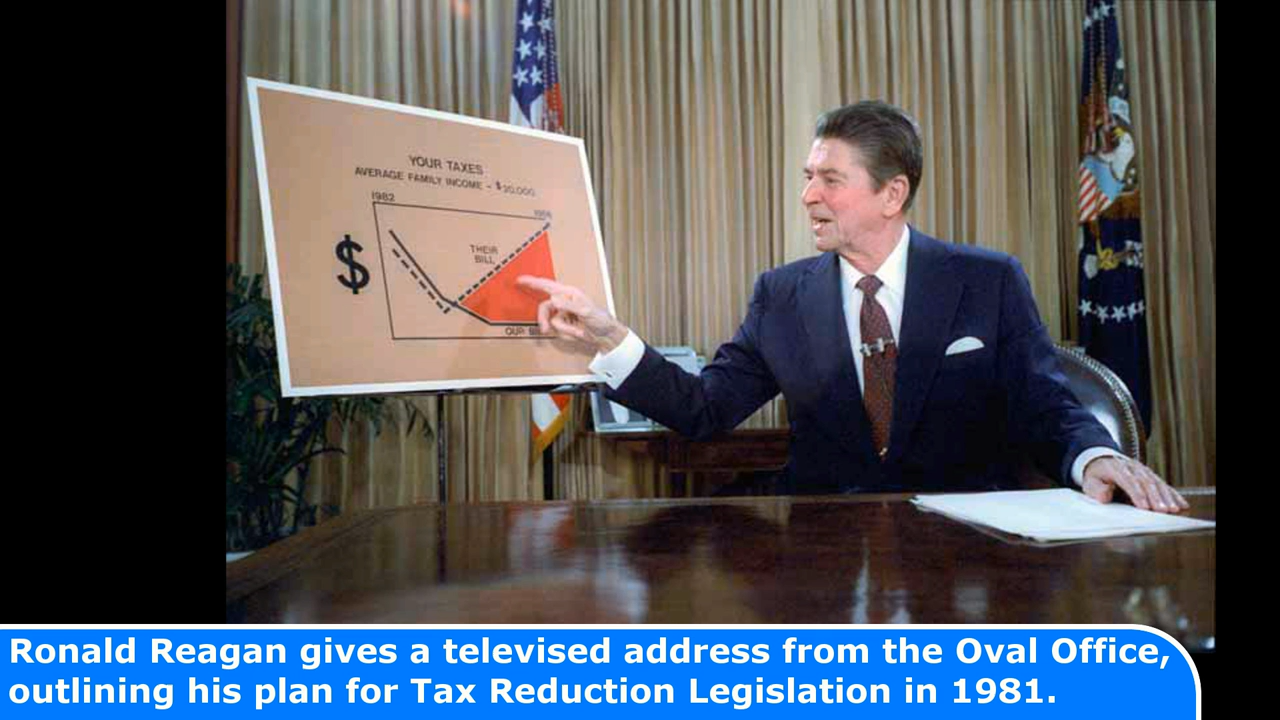 YOUR TAXES
AVERAGE FAMILY INCOME - $20,000
1982
1986
$
THEIR
BILL
OUR
Ronald Reagan gives a televised address from the Oval Office,
outlining his plan for Tax Reduction Legislation in 1981.